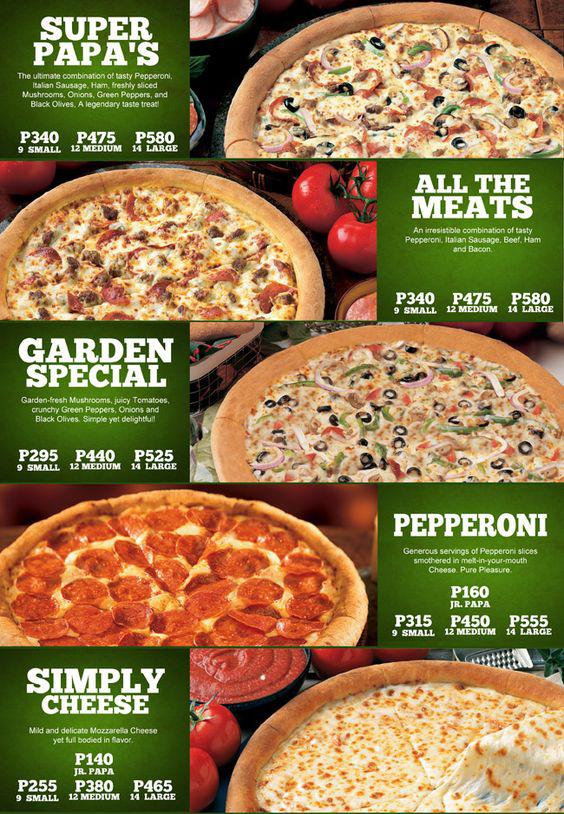 SUPER
PAPA'S
The ultimate combination of tasty Pepperoni,
Italian Sausage, Ham, freshly sliced
Mushrooms, Onions, Green Peppers, and
Black Olives, A legendary taste treat!
P340 P475 P580
9 SMALL 12 MEDIUM 14 LARGE
ALL THE
MEATS
An irresistible combination of tasty
Pepperoni, Italian Sausage, Beef, Ham
and Bacon.
P340 P475 P580
9 SMALL 12 MEDIUM 14 LARGE
GARDEN
SPECIAL
Garden-fresh Mushrooms, juicy Tomatoes,
crunchy Green Peppers, Onions and
Black Olives. Simple yet delightful!
P295 P440 P525
9 SMALL 12 MEDIUM 14 LARGE
PEPPERONI
Generous servings of Pepperoni slices
smothered in melt-in-your-mouth
Cheese. Pure Pleasure.
P160
JR. PAPA
P315 P450 P555
9 SMALL 12 MEDIUM 14 LARGE
SIMPLY
CHEESE
Mild and delicate Mozzarella Cheese
yet full bodied in flavor.
P140
JR. PAPA
P255 P380 P465
9 SMALL 12 MEDIUM 14 LARGE